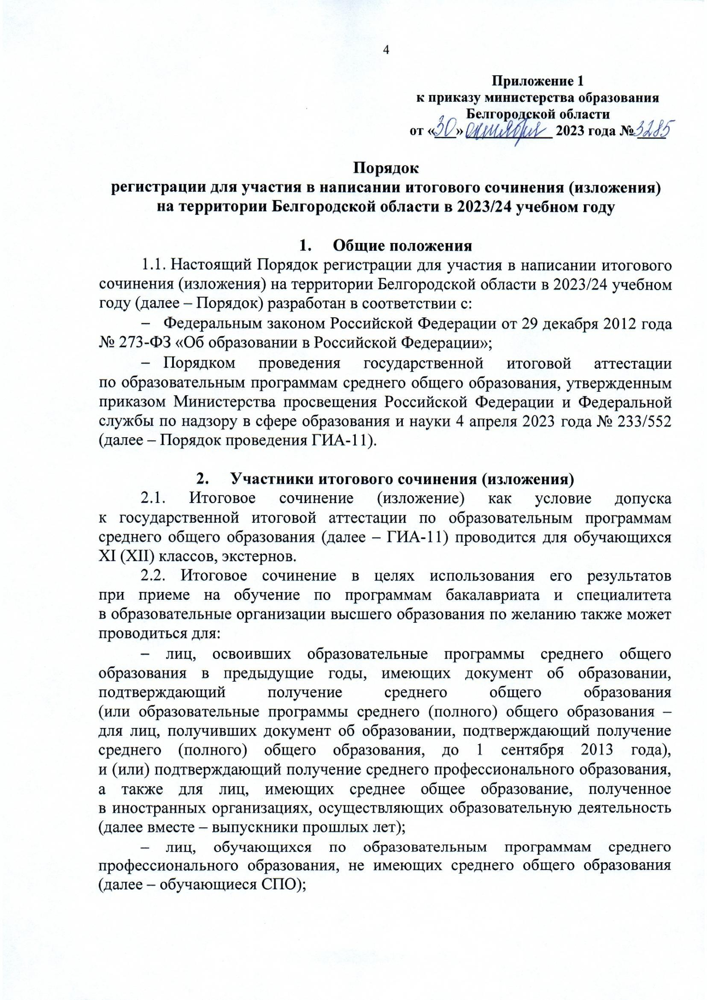 4
Приложение 1
к приказу министерства образования
Белгородской области
от «30» октября 2023 года № 3285
Порядок
регистрации для участия в написании итогового сочинения (изложения)
на территории Белгородской области в 2023/24 учебном году
1. Общие положения
1.1. Настоящий Порядок регистрации для участия в написании итогового
сочинения (изложения) на территории Белгородской области в 2023/24 учебном
году (далее – Порядок) разработан в соответствии с:
– Федеральным законом Российской Федерации от 29 декабря 2012 года
№ 273-ФЗ «Об образовании в Российской Федерации»;
– Порядком проведения государственной итоговой аттестации
по образовательным программам среднего общего образования, утвержденным
приказом Министерства просвещения Российской Федерации и Федеральной
службы по надзору в сфере образования и науки 4 апреля 2023 года № 233/552
(далее – Порядок проведения ГИА-11).
2. Участники итогового сочинения (изложения)
2.1. Итоговое сочинение (изложение) как условие допуска
к государственной итоговой аттестации по образовательным программам
среднего общего образования (далее – ГИА-11) проводится для обучающихся
XI (XII) классов, экстернов.
2.2. Итоговое сочинение в целях использования его результатов
при приеме на обучение по программам бакалавриата и специалитета
в образовательные организации высшего образования по желанию также может
проводиться для:
– лиц, освоивших образовательные программы среднего общего
образования в предыдущие годы, имеющих документ об образовании,
подтверждающий получение среднего общего образования
(или образовательные программы среднего (полного) общего образования –
для лиц, получивших документ об образовании, подтверждающий получение
среднего (полного) общего образования, до 1 сентября 2013 года),
и (или) подтверждающий получение среднего профессионального образования,
а также для лиц, имеющих среднее общее образование, полученное
в иностранных организациях, осуществляющих образовательную деятельность
(далее вместе – выпускники прошлых лет);
– лиц, обучающихся по образовательным программам среднего
профессионального образования, не имеющих среднего общего образования
(далее – обучающиеся СПО);